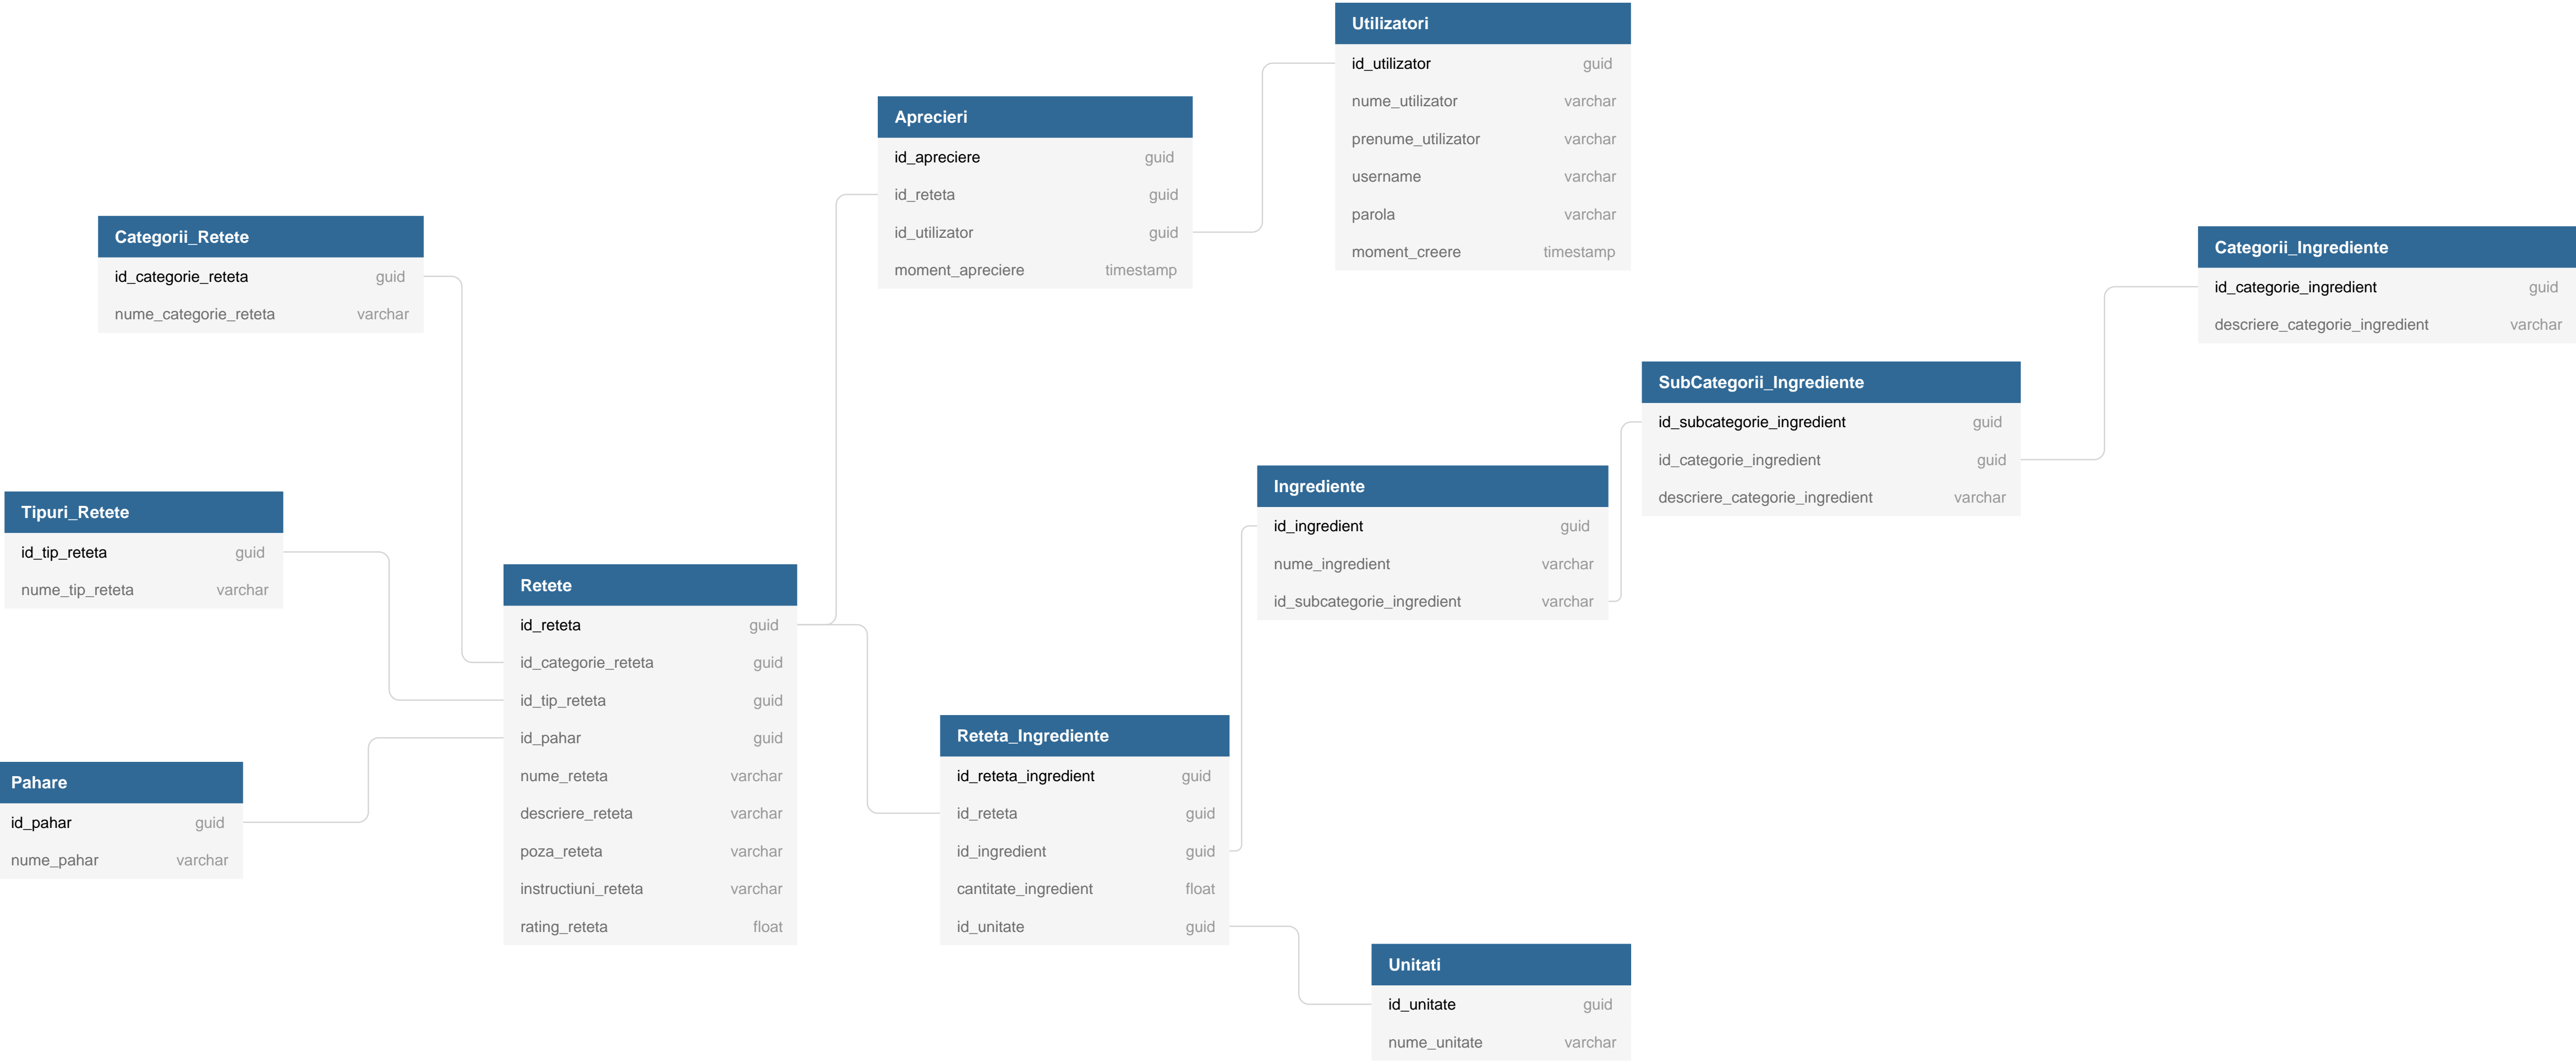 Utilizatori
id_utilizator guid
nume_utilizator varchar
prenume_utilizator varchar
username varchar
parola varchar
moment_creere timestamp
Aprecieri
id_apreciere guid
id_reteta guid
id_utilizator guid
moment_apreciere timestamp
Categorii_Retete
id_categorie_reteta guid
nume_categorie_reteta varchar
Categorii_Ingrediente
id_categorie_ingredient guid
descriere_categorie_ingredient varchar
SubCategorii_Ingrediente
id_subcategorie_ingredient guid
id_categorie_ingredient guid
descriere_categorie_ingredient varchar
Ingrediente
id_ingredient guid
nume_ingredient varchar
id_subcategorie_ingredient varchar
Tipuri_Retete
id_tip_reteta guid
nume_tip_reteta varchar
Retete
id_reteta guid
id_categorie_reteta guid
id_tip_reteta guid
id_pahar guid
nume_reteta varchar
descriere_reteta varchar
poza_reteta varchar
instructiuni_reteta varchar
rating_reteta float
Reteta_Ingrediente
id_reteta_ingredient guid
id_reteta guid
id_ingredient guid
cantitate_ingredient float
id_unitate guid
Pahare
id_pahar guid
nume_pahar varchar
Unitati
id_unitate guid
nume_unitate varchar